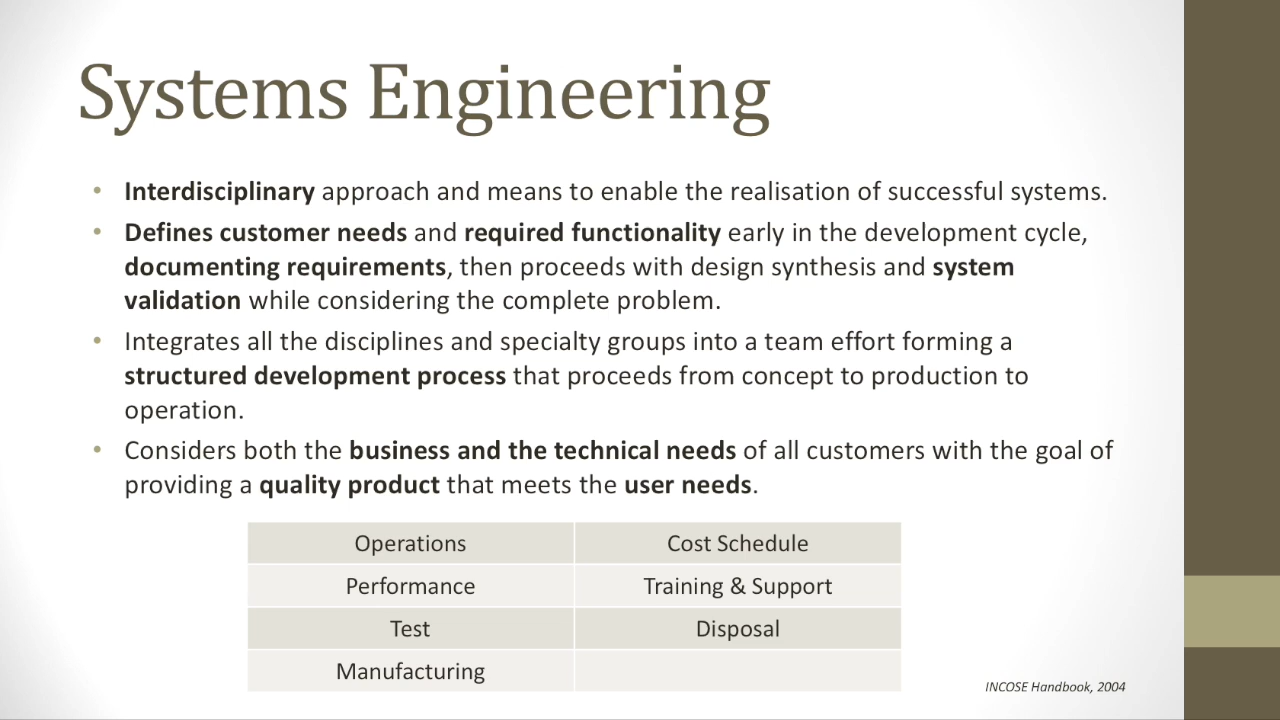 Systems Engineering
• Interdisciplinary approach and means to enable the realisation of successful systems.
• Defines customer needs and required functionality early in the development cycle,
documenting requirements, then proceeds with design synthesis and system
validation while considering the complete problem.
• Integrates all the disciplines and specialty groups into a team effort forming a
structured development process that proceeds from concept to production to
operation.
• Considers both the business and the technical needs of all customers with the goal of
providing a quality product that meets the user needs.
Operations Cost Schedule
Performance Training & Support
Test Disposal
Manufacturing
INCOSE Handbook, 2004